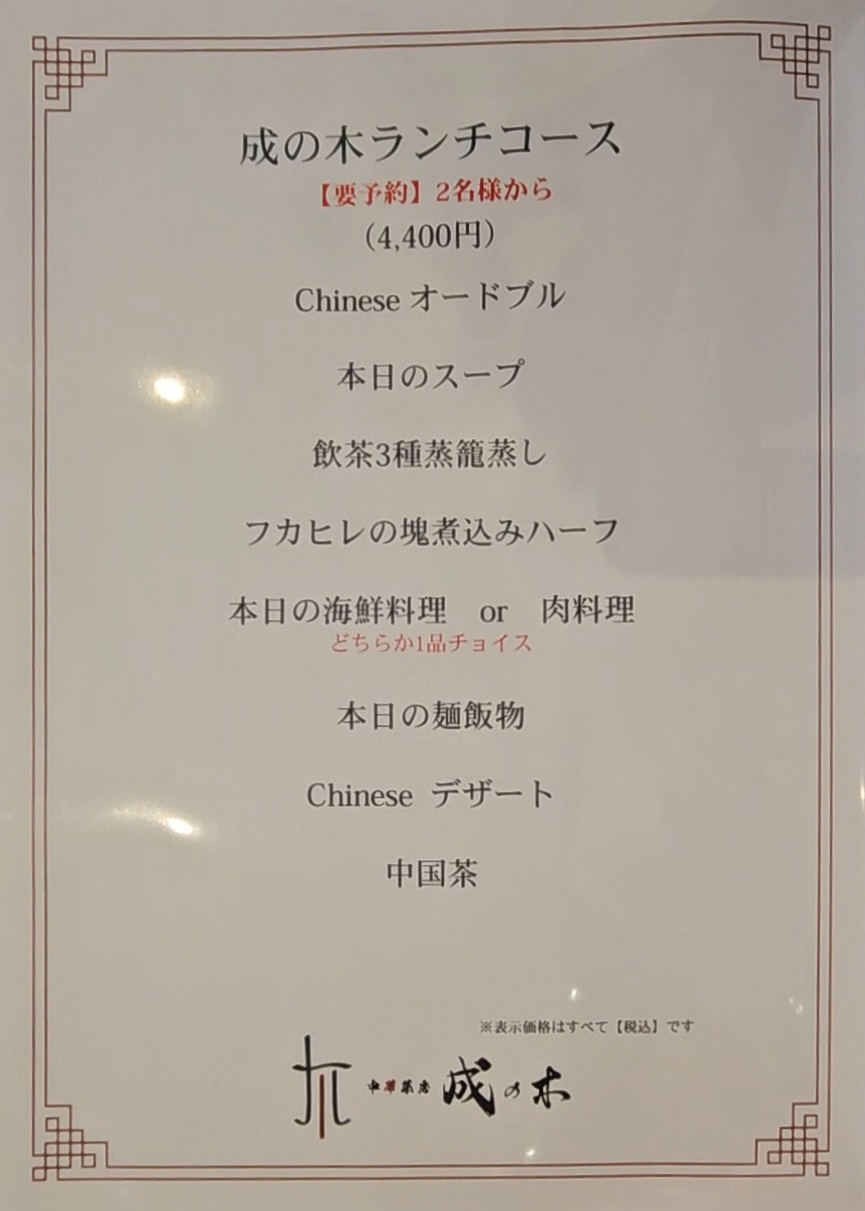 成の木ランチコース
【要予約】2名様から
（4,400円）
Chinese オードブル
本日のスープ
飲茶3種蒸籠蒸し
フカヒレの塊煮込みハーフ
本日の海鮮料理　or　肉料理
どちらか1品チョイス
本日の麺飯物
Chinese デザート
中国茶
※表示価格はすべて【税込】です
中華菜房 成の木